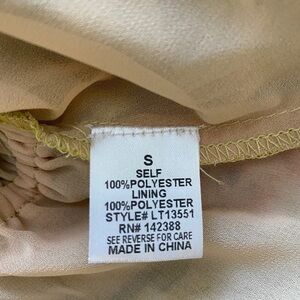 S
SELF
100%POLYESTER
LINING
100%POLYESTER
STYLE# LT13551
RN# 142388
SEE REVERSE FOR CARE
MADE IN CHINA